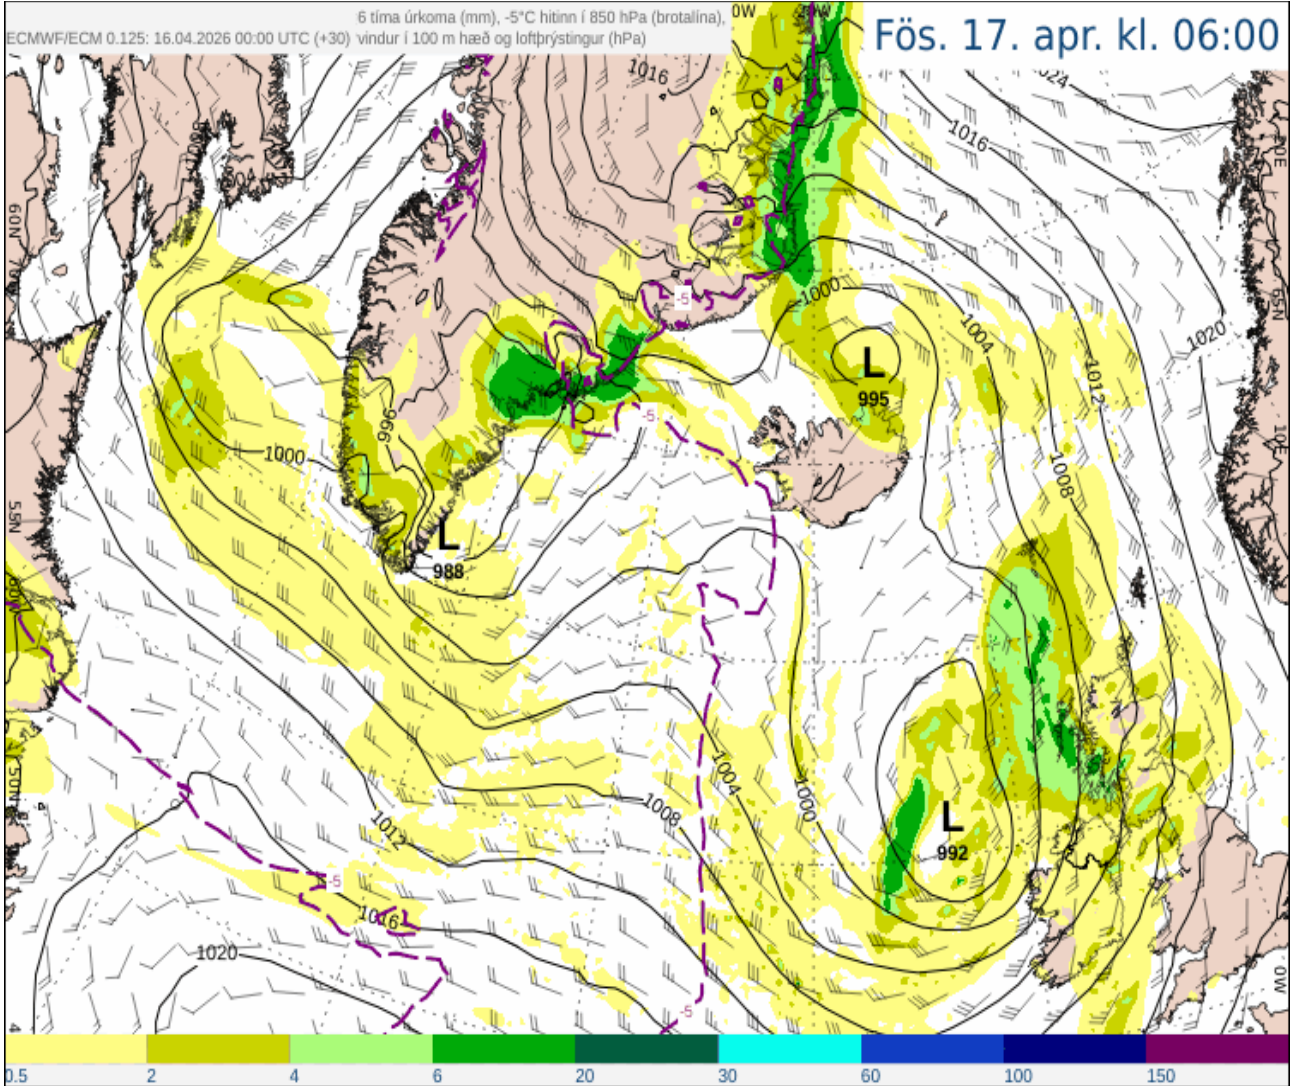 6 tíma úrkoma (mm), -5°C hitinn í 850 hPa (brotalína),
ECMWF/ECM 0.125: 16.04.2026 00:00 UTC (+30) vindur í 100 m hæð og loftþrýstingur (hPa)
Fös. 17. apr. kl. 06:00
0W
1016
1016
60N
1000
-5
65N
1004
1020
L
995
1012
-5
996
10E
1000
1008
55N
L
988
50N
1004
1000
1008
1012
L
992
-5
1016
1020
0W
-5
0.5 2 4 6 20 30 60 100 150